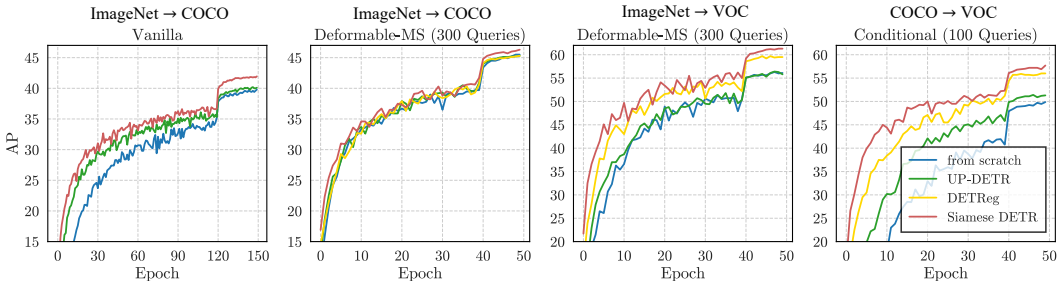 ImageNet → COCO
Vanilla
AP
45
40
35
30
25
20
15
0 30 60 90 120 150
Epoch
ImageNet → COCO
Deformable-MS (300 Queries)
45
40
35
30
25
20
15
0 10 20 30 40 50
Epoch
ImageNet → VOC
Deformable-MS (300 Queries)
60
55
50
45
40
35
30
25
20
0 10 20 30 40 50
Epoch
COCO → VOC
Conditional (100 Queries)
60
55
50
45
40
35
30
25
20
0 10 20 30 40 50
Epoch
from scratch
UP-DETR
DETReg
Siamese DETR